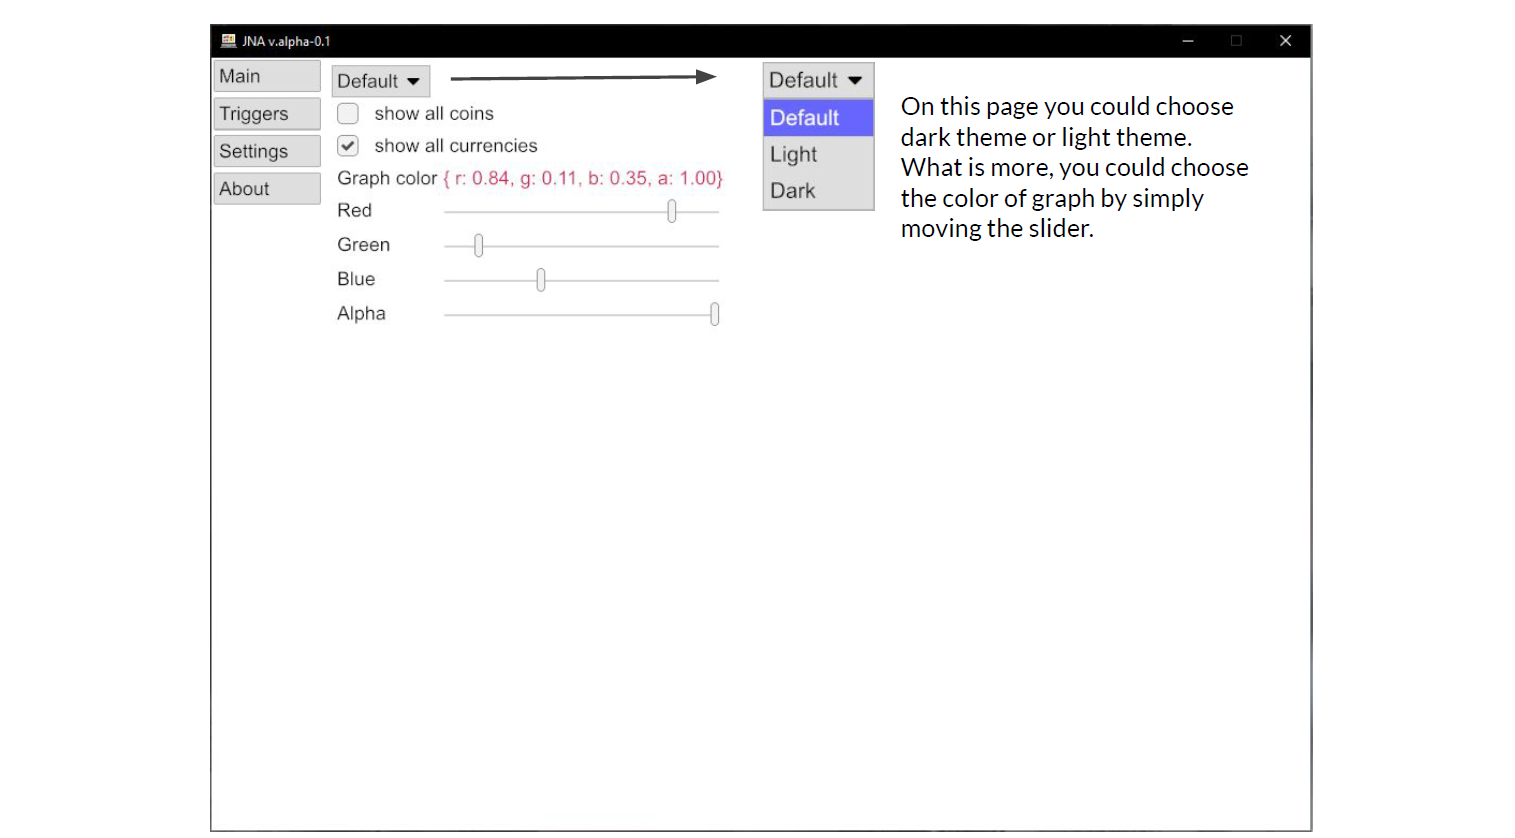 JNA v.alpha-0.1
Main
Triggers
Settings
About
Default
show all coins
show all currencies
Graph color { r: 0.84, g: 0.11, b: 0.35, a: 1.00}
Red
Green
Blue
Alpha
Default
Default
Light
Dark
On this page you could choose
dark theme or light theme.
What is more, you could choose
the color of graph by simply
moving the slider.